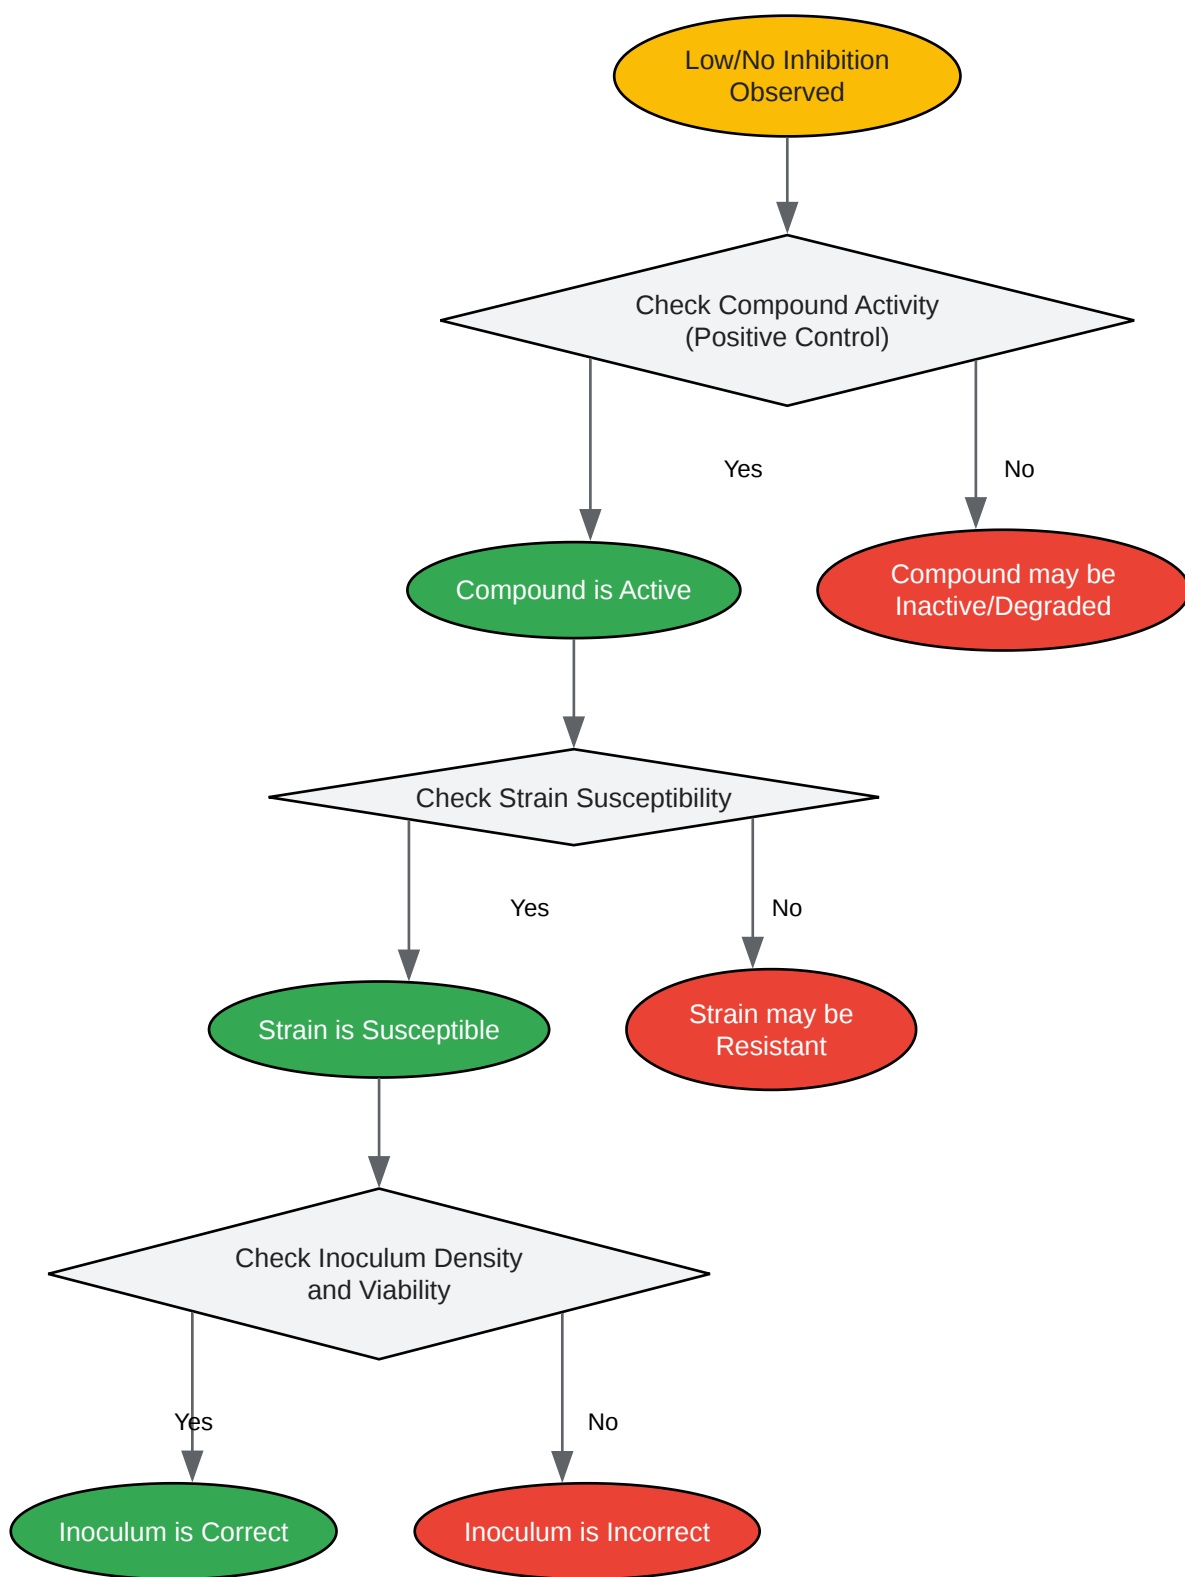 Low/No Inhibition
Observed
Check Compound Activity
(Positive Control)
Yes
No
Compound is Active
Compound may be
Inactive/Degraded
Check Strain Susceptibility
Yes
No
Strain is Susceptible
Strain may be
Resistant
Check Inoculum Density
and Viability
Yes
No
Inoculum is Correct
Inoculum is Incorrect